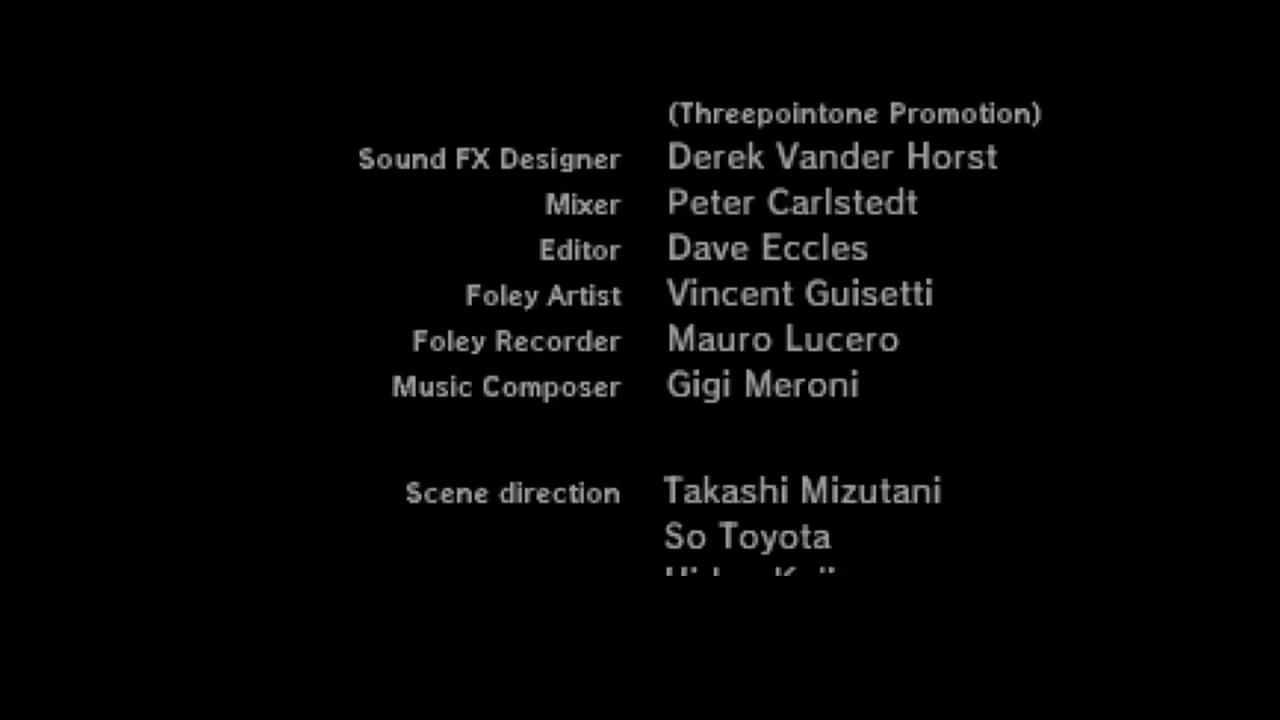 (Threepointone Promotion)
Sound FX Designer Derek Vander Horst
Mixer Peter Carlstedt
Editor Dave Eccles
Foley Artist Vincent Guisetti
Foley Recorder Mauro Lucero
Music Composer Gigi Meroni
Scene direction Takashi Mizutani
So Toyota